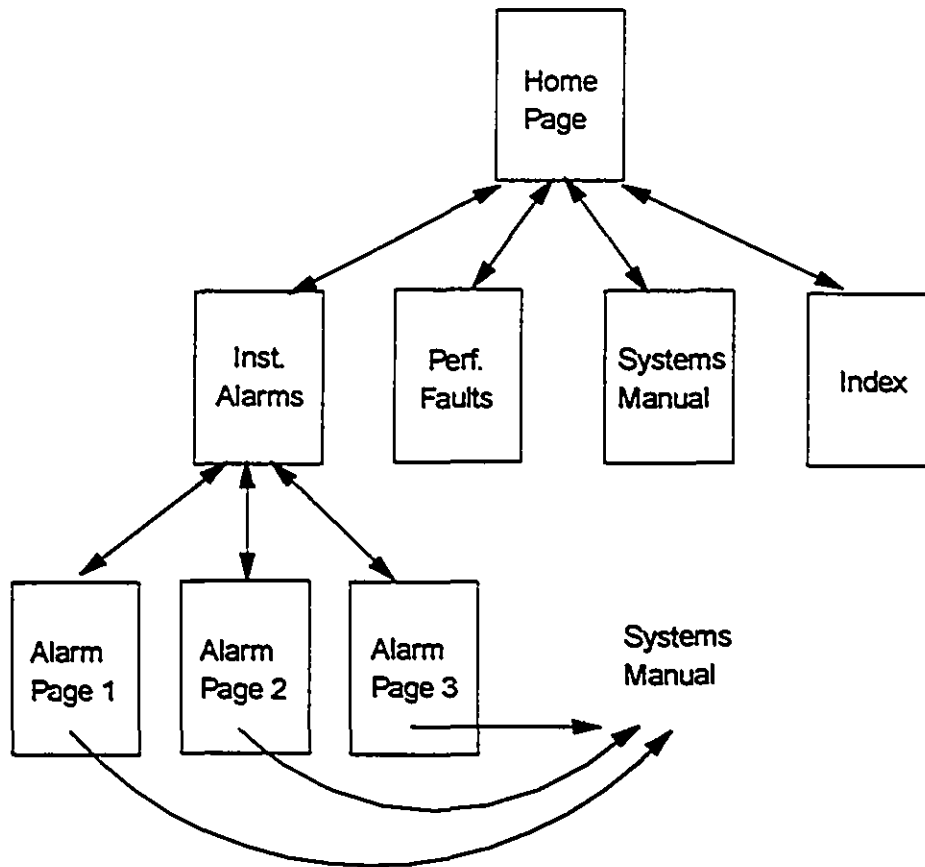 Home
Page
Inst.
Alarms
Perf.
Faults
Systems
Manual
Index
Alarm
Page 1
Alarm
Page 2
Alarm
Page 3
Systems
Manual